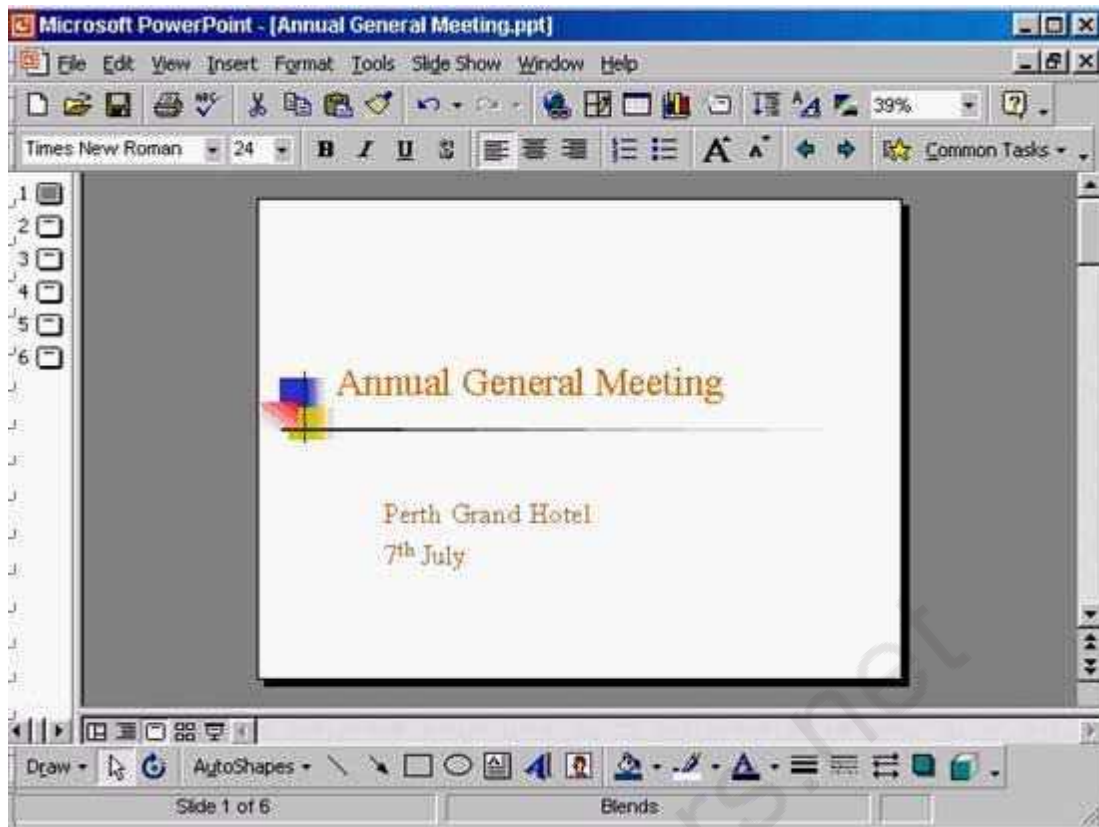 Microsoft PowerPoint - [Annual General Meeting.ppt]
File Edit View Insert Format Tools Slide Show Window Help
39%
Times New Roman 24 B I U S A A Common Tasks
1
2
3
4
5
6
Annual General Meeting
Perth Grand Hotel
7th July
Draw AutoShapes
Slide 1 of 6 Blends
rs.net